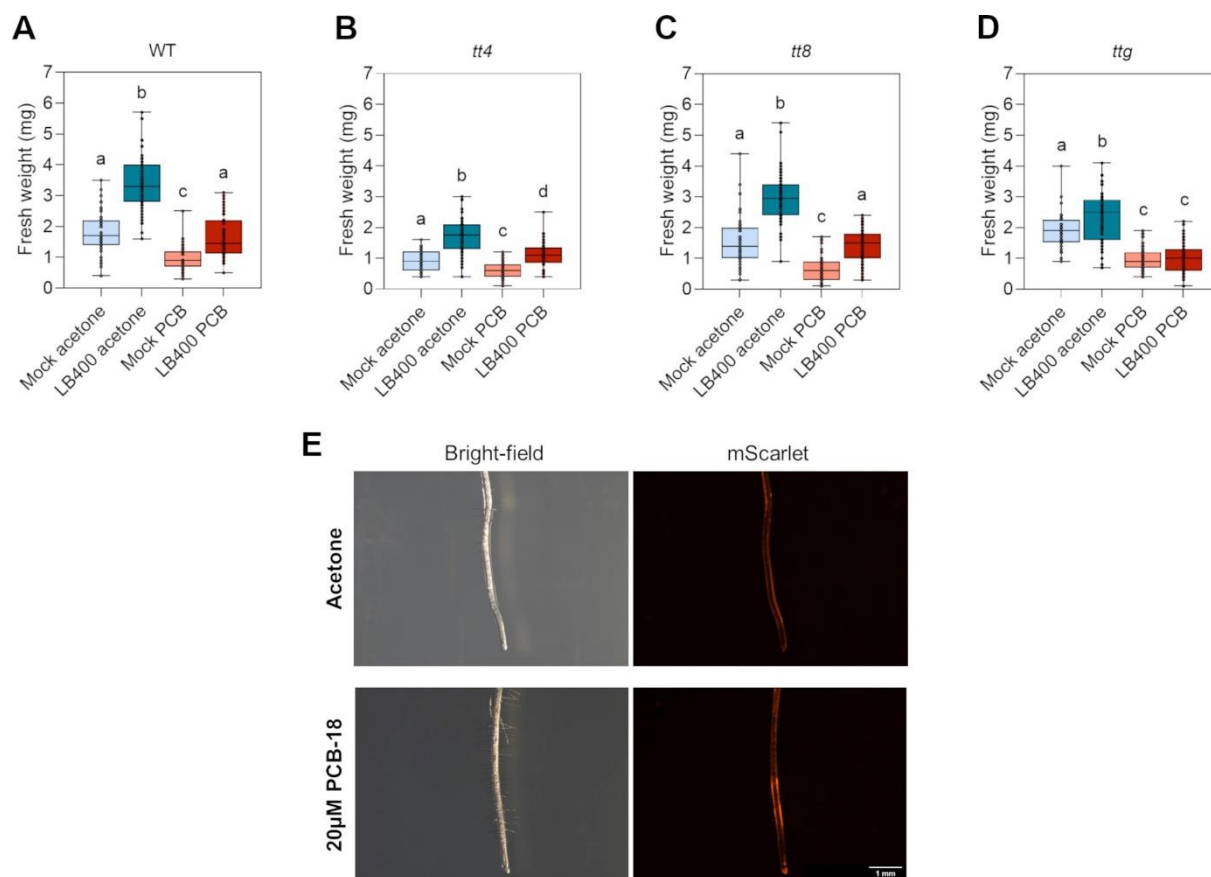 A
WT
Fresh weight (mg)
7
6
5
4
3
2
1
0
a
b
c
a
Mock acetone
LB400 acetone
Mock PCB
LB400 PCB
B
tt4
Fresh weight (mg)
7
6
5
4
3
2
1
0
a
b
c
d
Mock acetone
LB400 acetone
Mock PCB
LB400 PCB
C
tt8
Fresh weight (mg)
7
6
5
4
3
2
1
0
a
b
c
a
Mock acetone
LB400 acetone
Mock PCB
LB400 PCB
D
ttg
Fresh weight (mg)
7
6
5
4
3
2
1
0
a
b
c
c
Mock acetone
LB400 acetone
Mock PCB
LB400 PCB
E
Bright-field
mScarlet
Acetone
20µM PCB-18
1 mm